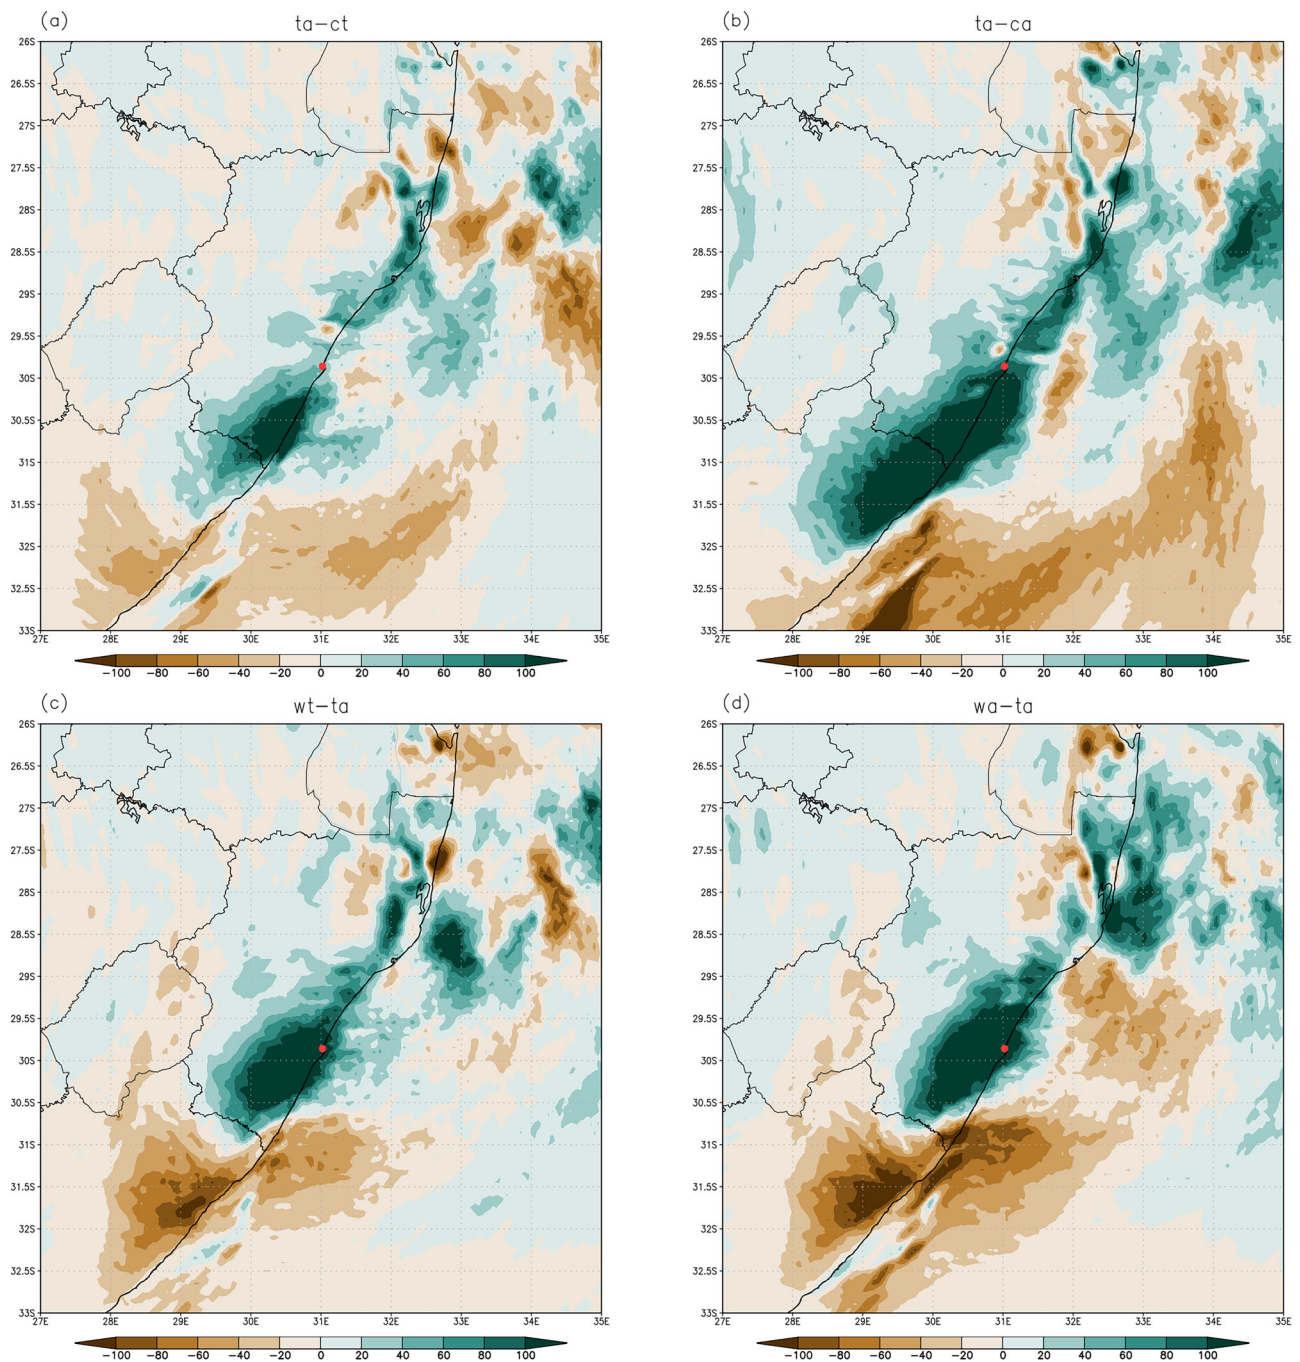 (a) ta-ct
26S
26.5S
27S
27.5S
28S
28.5S
29S
29.5S
30S
30.5S
31S
31.5S
32S
32.5S
33S
27E 28E 29E 30E 31E 32E 33E 34E 35E
-100 -80 -60 -40 -20 0 20 40 60 80 100
(b) ta-ca
26S
26.5S
27S
27.5S
28S
28.5S
29S
29.5S
30S
30.5S
31S
31.5S
32S
32.5S
33S
27E 28E 29E 30E 31E 32E 33E 34E 35E
-100 -80 -60 -40 -20 0 20 40 60 80 100
(c) wt-ta
26S
26.5S
27S
27.5S
28S
28.5S
29S
29.5S
30S
30.5S
31S
31.5S
32S
32.5S
33S
27E 28E 29E 30E 31E 32E 33E 34E 35E
-100 -80 -60 -40 -20 0 20 40 60 80 100
(d) wa-ta
26S
26.5S
27S
27.5S
28S
28.5S
29S
29.5S
30S
30.5S
31S
31.5S
32S
32.5S
33S
27E 28E 29E 30E 31E 32E 33E 34E 35E
-100 -80 -60 -40 -20 0 20 40 60 80 100